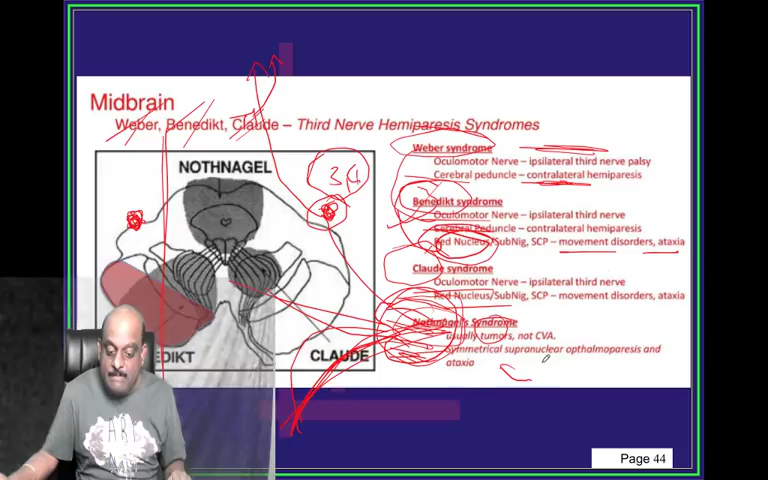 Midbrain
Weber, Benedikt, Claude – Third Nerve Hemiparesis Syndromes
NOTHNAGEL
EDIKT
CLAUDE
Weber syndrome
Oculomotor Nerve – ipsilateral third nerve palsy
Cerebral peduncle – contralateral hemiparesis
Benedikt syndrome
Oculomotor Nerve – ipsilateral third nerve
Cerebral Peduncle – contralateral hemiparesis
Red Nucleus/SubNig, SCP – movement disorders, ataxia
Claude syndrome
Oculomotor Nerve – ipsilateral third nerve
Red Nucleus/SubNig, SCP – movement disorders, ataxia
Nothnagel's Syndrome
usually tumors, not CVA.
Symmetrical supranuclear opthalmoparesis and
ataxia
Page 44